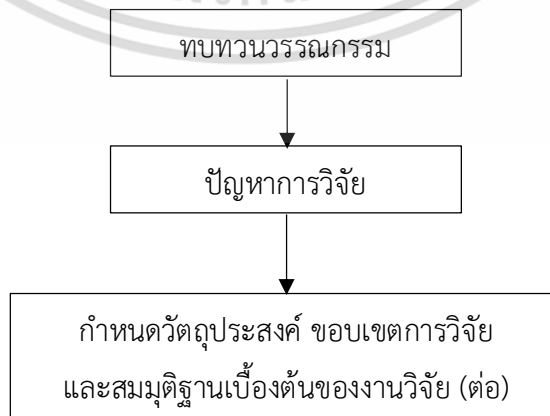 ทบทวนวรรณกรรม
ปัญหาการวิจัย
กำหนดวัตถุประสงค์ ขอบเขตการวิจัย
และสมมุติฐานเบื้องต้นของงานวิจัย (ต่อ)